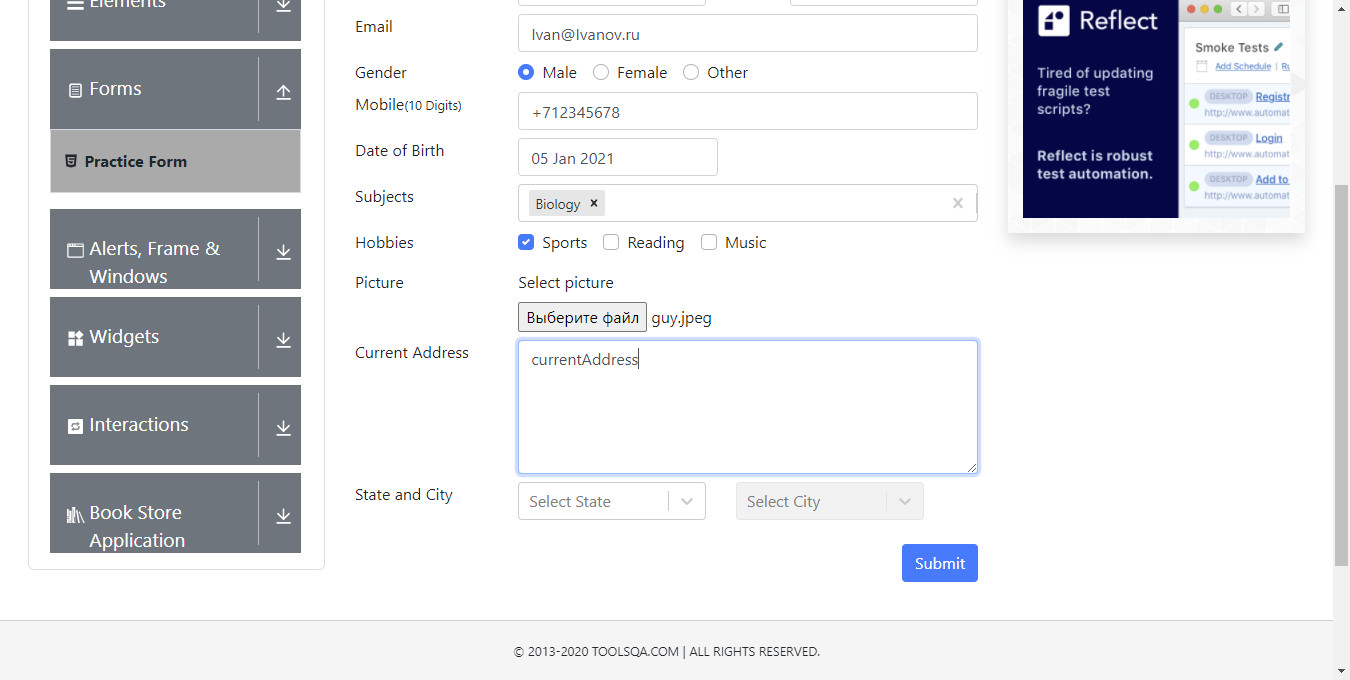 Elements
Forms
Practice Form
Alerts, Frame &
Windows
Widgets
Interactions
Book Store
Application
Email
Ivan@Ivanov.ru
Gender
Male
Female
Other
Mobile(10 Digits)
+712345678
Date of Birth
05 Jan 2021
Subjects
Biology
Hobbies
Sports
Reading
Music
Picture
Select picture
Выберите файл guy.jpeg
Current Address
currentAddress
State and City
Select State
Select City
Submit
Reflect
Tired of updating
fragile test
scripts?
Reflect is robust
test automation.
Smoke Tests
Add Schedule |
DESKTOP Registr
http://www.automat
DESKTOP Login
http://www.automat
DESKTOP Add to
http://www.automat
© 2013-2020 TOOLSQA.COM | ALL RIGHTS RESERVED.